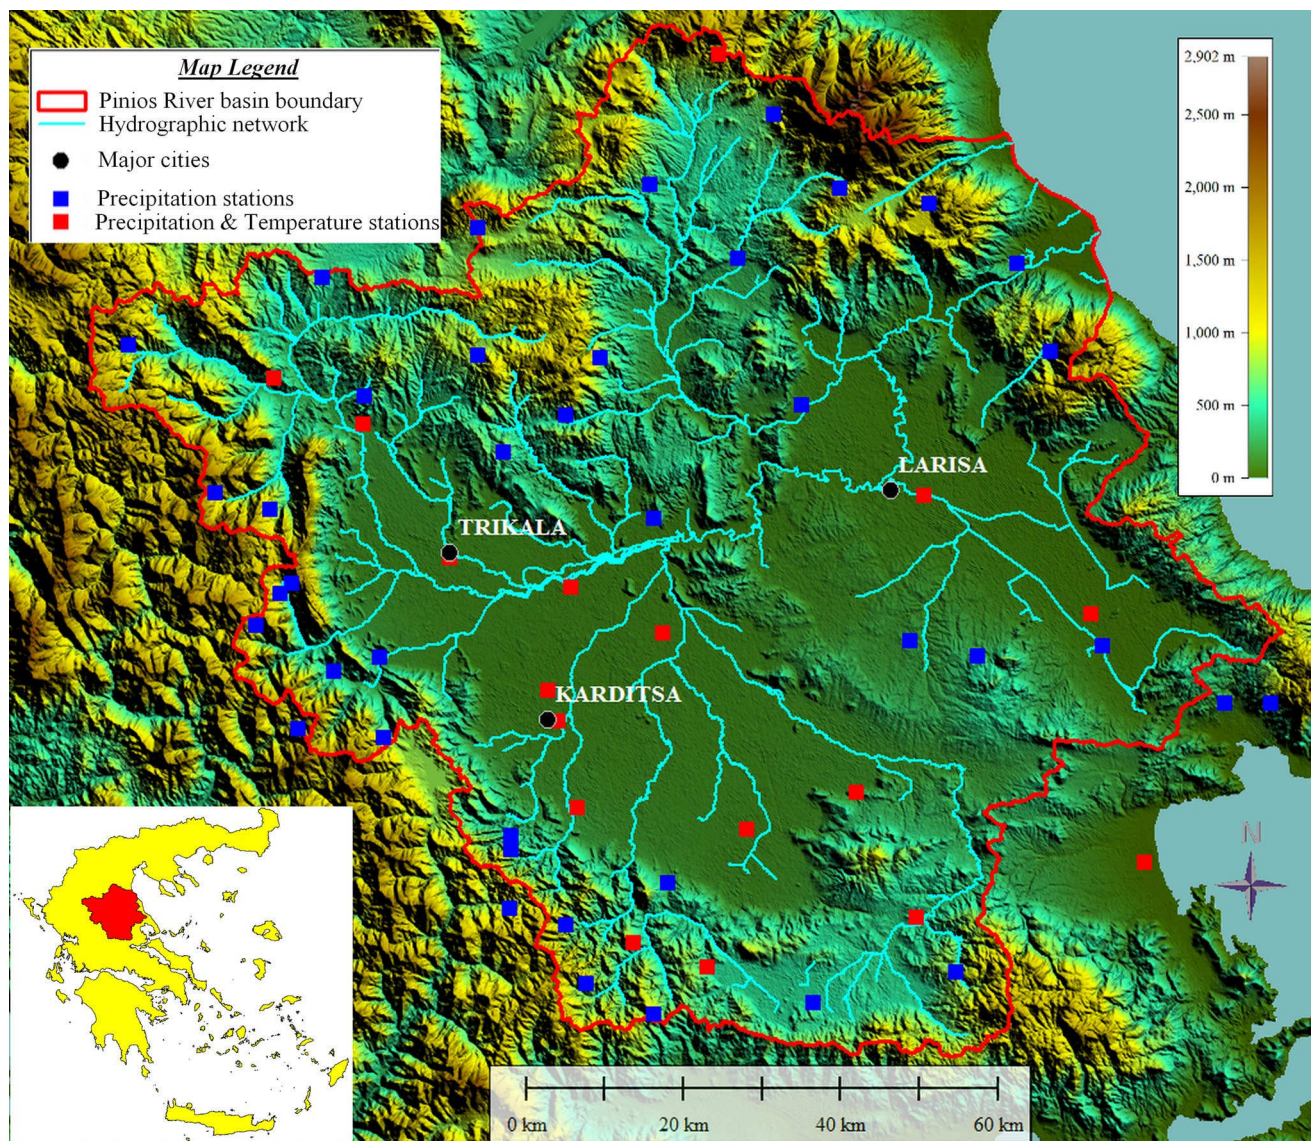 Map Legend
Pinios River basin boundary
Hydrographic network
Major cities
Precipitation stations
Precipitation & Temperature stations
2,902 m
2,500 m
2,000 m
1,500 m
1,000 m
500 m
0 m
LARISA
TRIKALA
KARDITSA
N
0 km 20 km 40 km 60 km